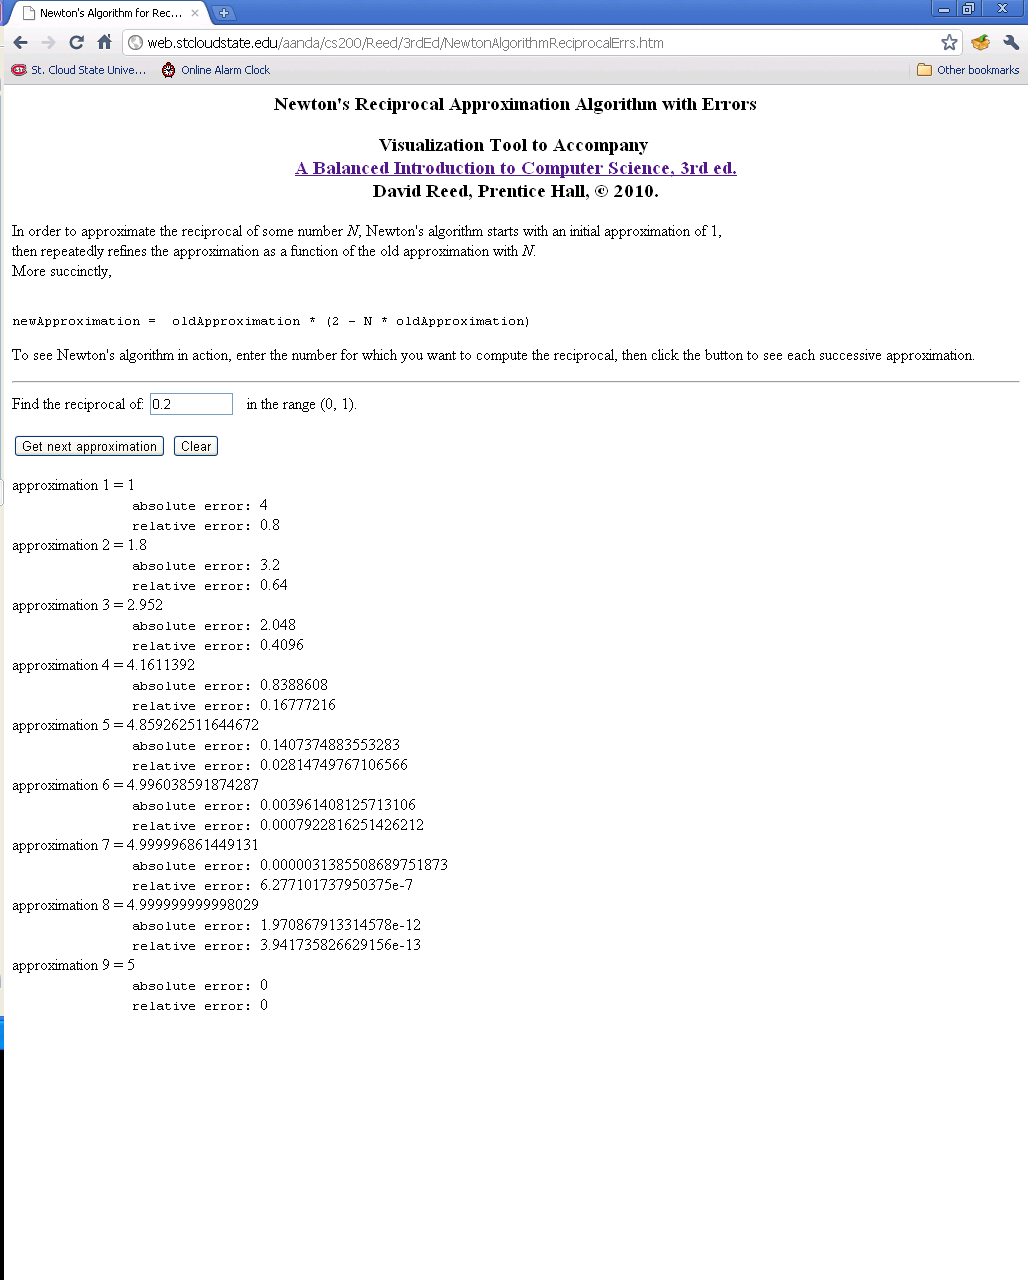 Newton's Algorithm for Rec...
web.stcloudstate.edu/aanda/cs200/Reed/3rdEd/NewtonAlgorithmReciprocalErrs.htm
St. Cloud State Unive... Online Alarm Clock Other bookmarks
Newton's Reciprocal Approximation Algorithm with Errors
Visualization Tool to Accompany
A Balanced Introduction to Computer Science, 3rd ed.
David Reed, Prentice Hall, © 2010.
In order to approximate the reciprocal of some number N, Newton's algorithm starts with an initial approximation of 1,
then repeatedly refines the approximation as a function of the old approximation with N.
More succinctly,
newApproximation = oldApproximation * (2 - N * oldApproximation)
To see Newton's algorithm in action, enter the number for which you want to compute the reciprocal, then click the button to see each successive approximation.
Find the reciprocal of: 0.2 in the range (0, 1).
Get next approximation Clear
approximation 1 = 1
absolute error: 4
relative error: 0.8
approximation 2 = 1.8
absolute error: 3.2
relative error: 0.64
approximation 3 = 2.952
absolute error: 2.048
relative error: 0.4096
approximation 4 = 4.1611392
absolute error: 0.8388608
relative error: 0.16777216
approximation 5 = 4.859262511644672
absolute error: 0.1407374883553283
relative error: 0.02814749767106566
approximation 6 = 4.996038591874287
absolute error: 0.003961408125713106
relative error: 0.0007922816251426212
approximation 7 = 4.999996861449131
absolute error: 0.0000031385508689751873
relative error: 6.277101737950375e-7
approximation 8 = 4.999999999998029
absolute error: 1.970867913314578e-12
relative error: 3.941735826629156e-13
approximation 9 = 5
absolute error: 0
relative error: 0